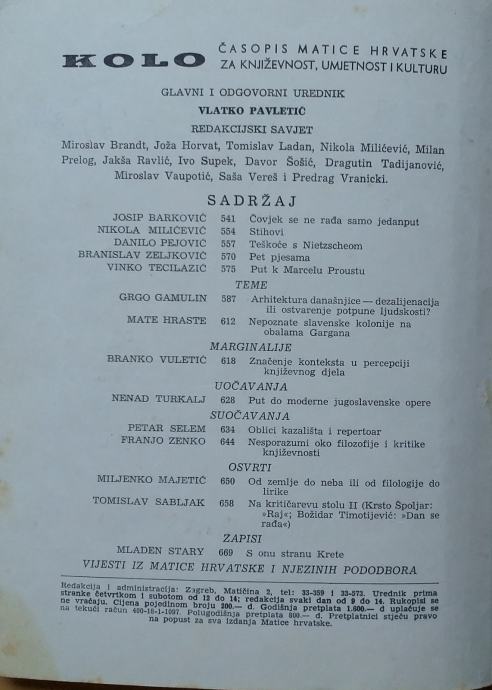 KOLO
ČASOPIS MATICE HRVATSKE
ZA KNJIŽEVNOST, UMJETNOST I KULTURU
GLAVNI I ODGOVORNI UREDNIK
VLATKO PAVLETIĆ
REDAKCIJSKI SAVJET
Miroslav Brandt, Joža Horvat, Tomislav Ladan, Nikola Milićević, Milan
Prelog, Jakša Ravlić, Ivo Supek, Davor Šošić, Dragutin Tadijanović,
Miroslav Vaupotić, Saša Vereš i Predrag Vranicki.
SADRŽAJ
JOSIP BARKOVIĆ 541 Čovjek se ne rađa samo jedanput
NIKOLA MILIĆEVIĆ 554 Stihovi
DANILO PEJOVIĆ 557 Teškoće s Nietzscheom
BRANISLAV ZELJKOVIĆ 570 Pet pjesama
VINKO TECILAZIĆ 575 Put k Marcelu Proustu
TEME
GRGO GAMULIN 587 Arhitektura današnjice — dezalijenacija
ili ostvarenje potpune ljudskosti?
MATE HRASTE 612 Nepoznate slavenske kolonije na
obalama Gargana
MARGINALIJE
BRANKO VULETIĆ 618 Značenje konteksta u percepciji
književnog djela
UOČAVANJA
NENAD TURKALJ 628 Put do moderne jugoslavenske opere
SUOČAVANJA
PETAR SELEM 634 Oblici kazališta i repertoar
FRANJO ZENKO 644 Nesporazumi oko filozofije i kritike
književnosti
OSVRTI
MILJENKO MAJETIĆ 650 Od zemlje do neba ili od filologije do
lirike
TOMISLAV SABLJAK 658 Na kritičarevu stolu II (Krsto Špoljar:
»Raj«; Božidar Timotijević: »Dan se
rađa«)
ZAPISI
MLADEN STARY 669 S onu stranu Krete
VIJESTI IZ MATICE HRVATSKE I NJEZINIH PODODBORA
Redakcija i administracija: Zagreb, Matičina 2, tel: 33-359 i 33-573. Urednik prima
stranke četvrtkom i subotom od 12 do 14; redakcija svaki dan od 9 do 14. Rukopisi se
ne vraćaju. Cijena pojedinom broju 200.— d. Godišnja pretplata 1.600.— d uplaćuje se
na tekući račun 400-18-1-1097. Polugodišnja pretplata 800.— d. Pretplatnici stječu pravo
na popust za sva izdanja Matice hrvatske.